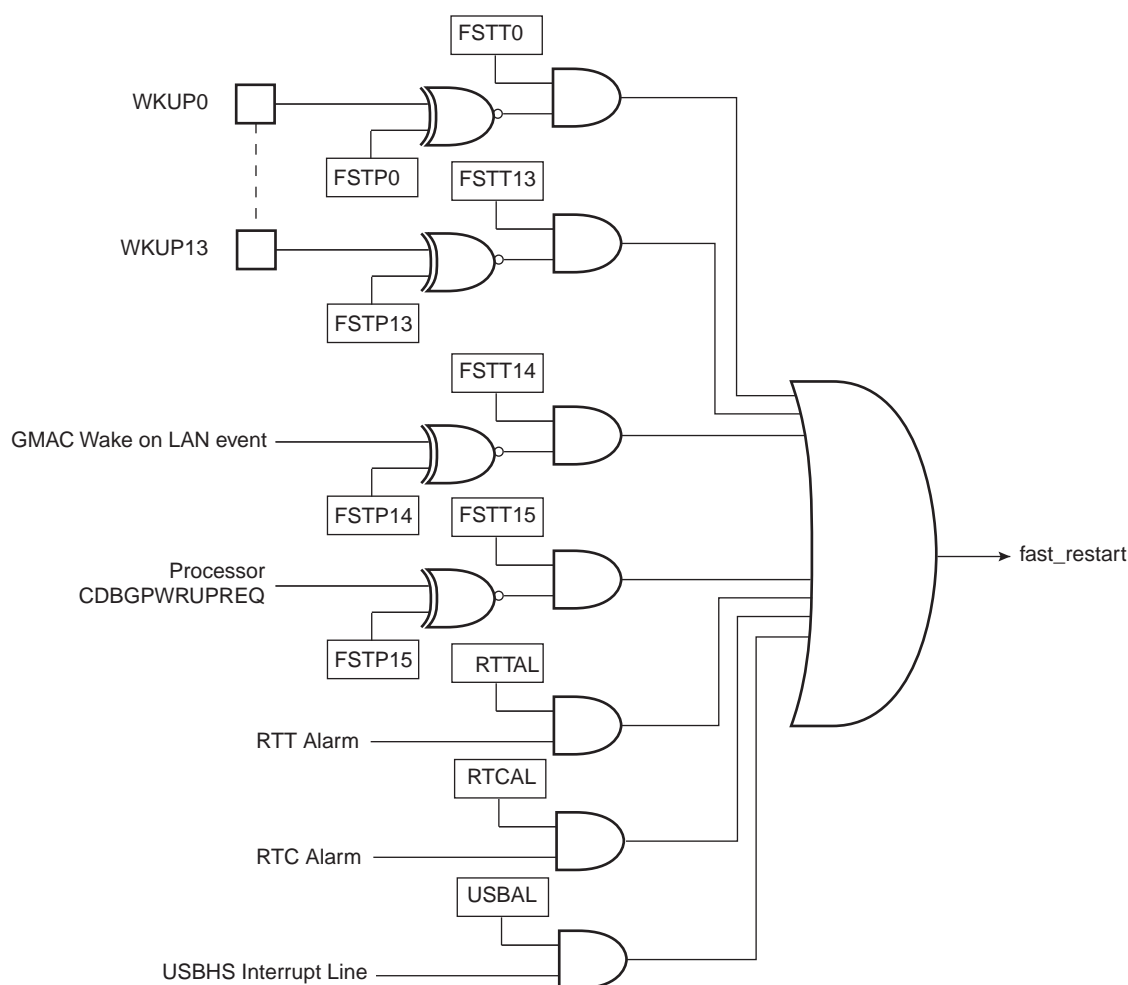 FSTT0
WKUP0
FSTP0
FSTT13
WKUP13
FSTP13
FSTT14
GMAC Wake on LAN event
FSTP14
FSTT15
fast_restart
Processor
CDBGPWRUPREQ
FSTP15
RTTAL
RTT Alarm
RTCAL
RTC Alarm
USBAL
USBHS Interrupt Line